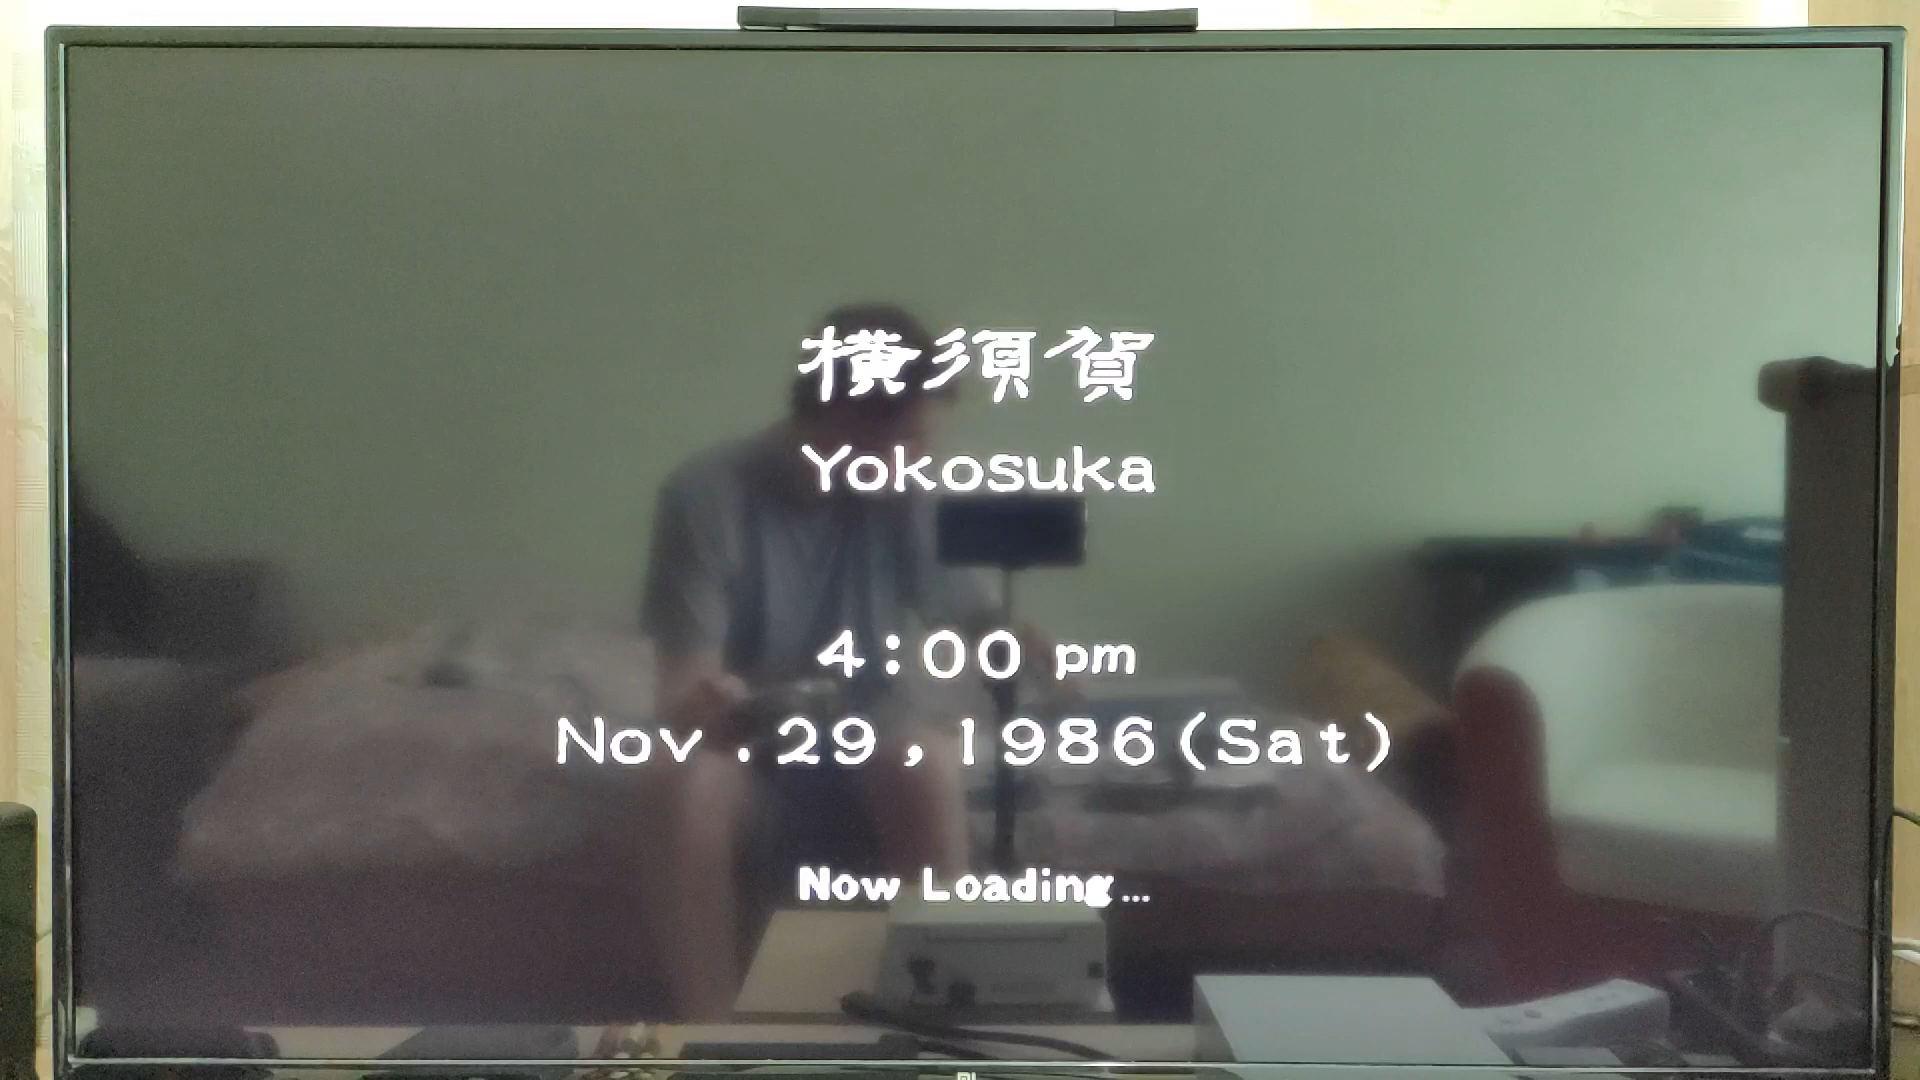 横須賀
Yokosuka
4:00 pm
Nov.29,1986(Sat)
Now Loading...